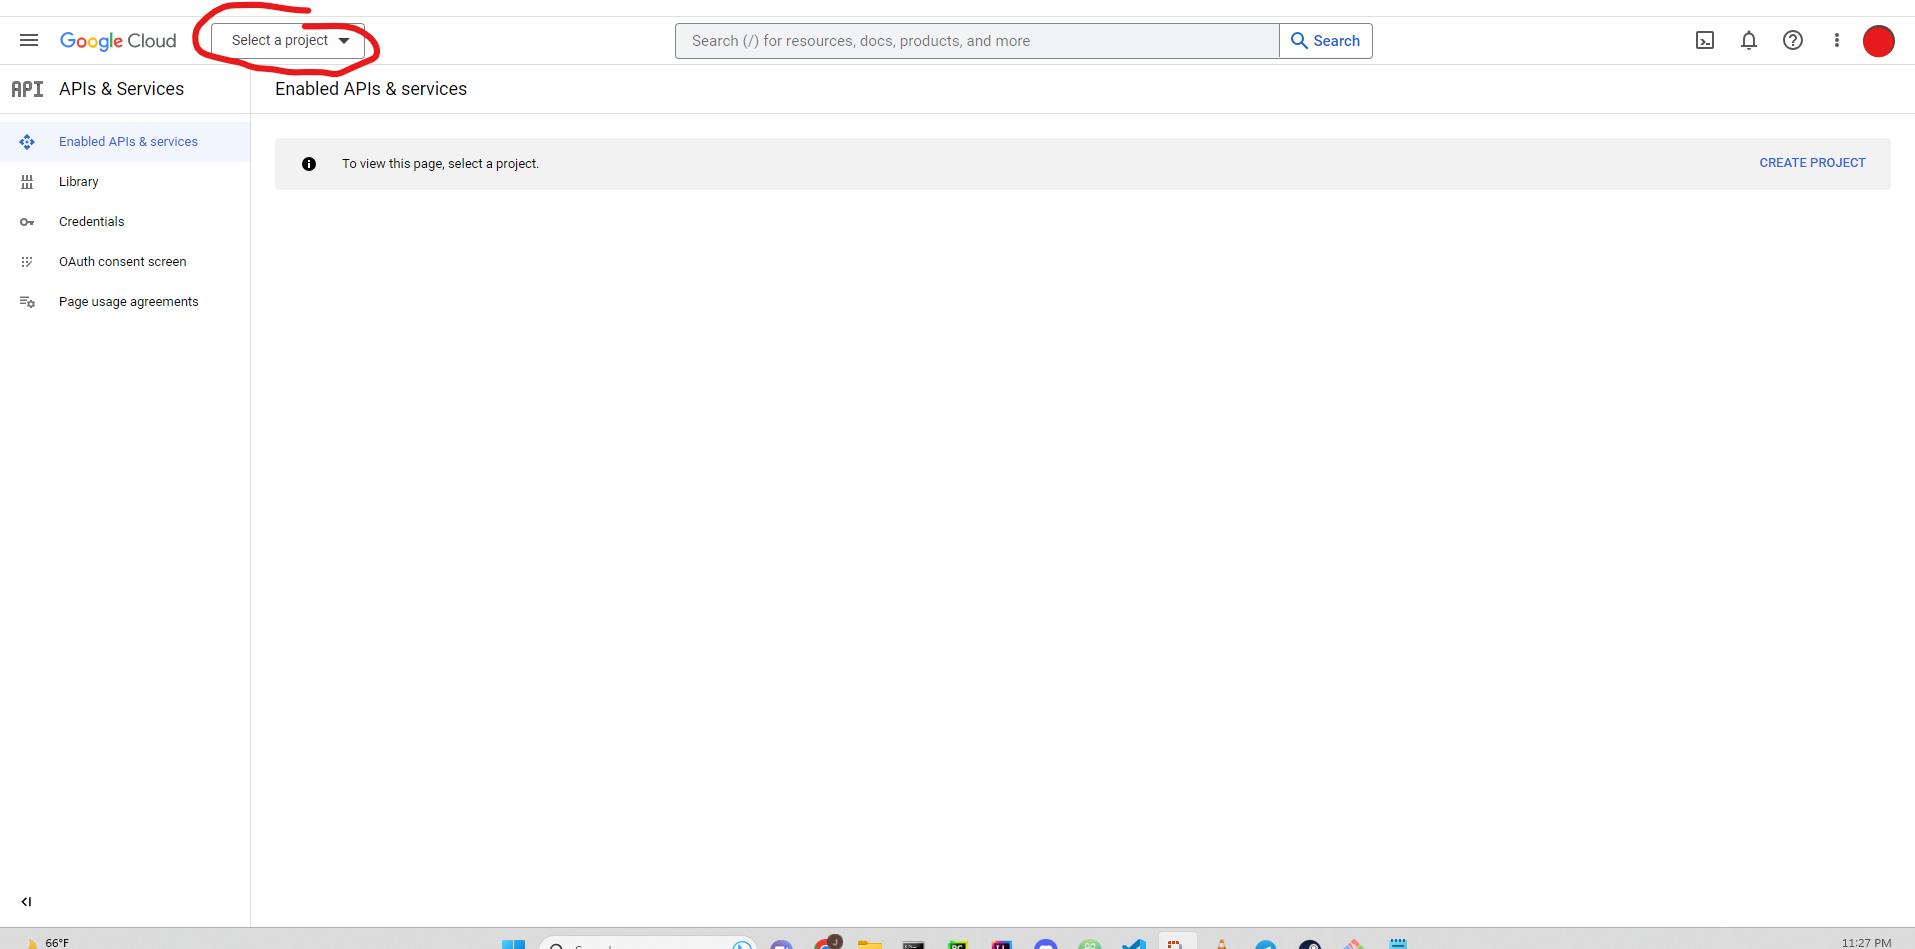 Google Cloud
Select a project
Search (/) for resources, docs, products, and more
Search
API
APIs & Services
Enabled APIs & services
Enabled APIs & services
Library
Credentials
OAuth consent screen
Page usage agreements
To view this page, select a project.
CREATE PROJECT
66°F
J
11:27 PM